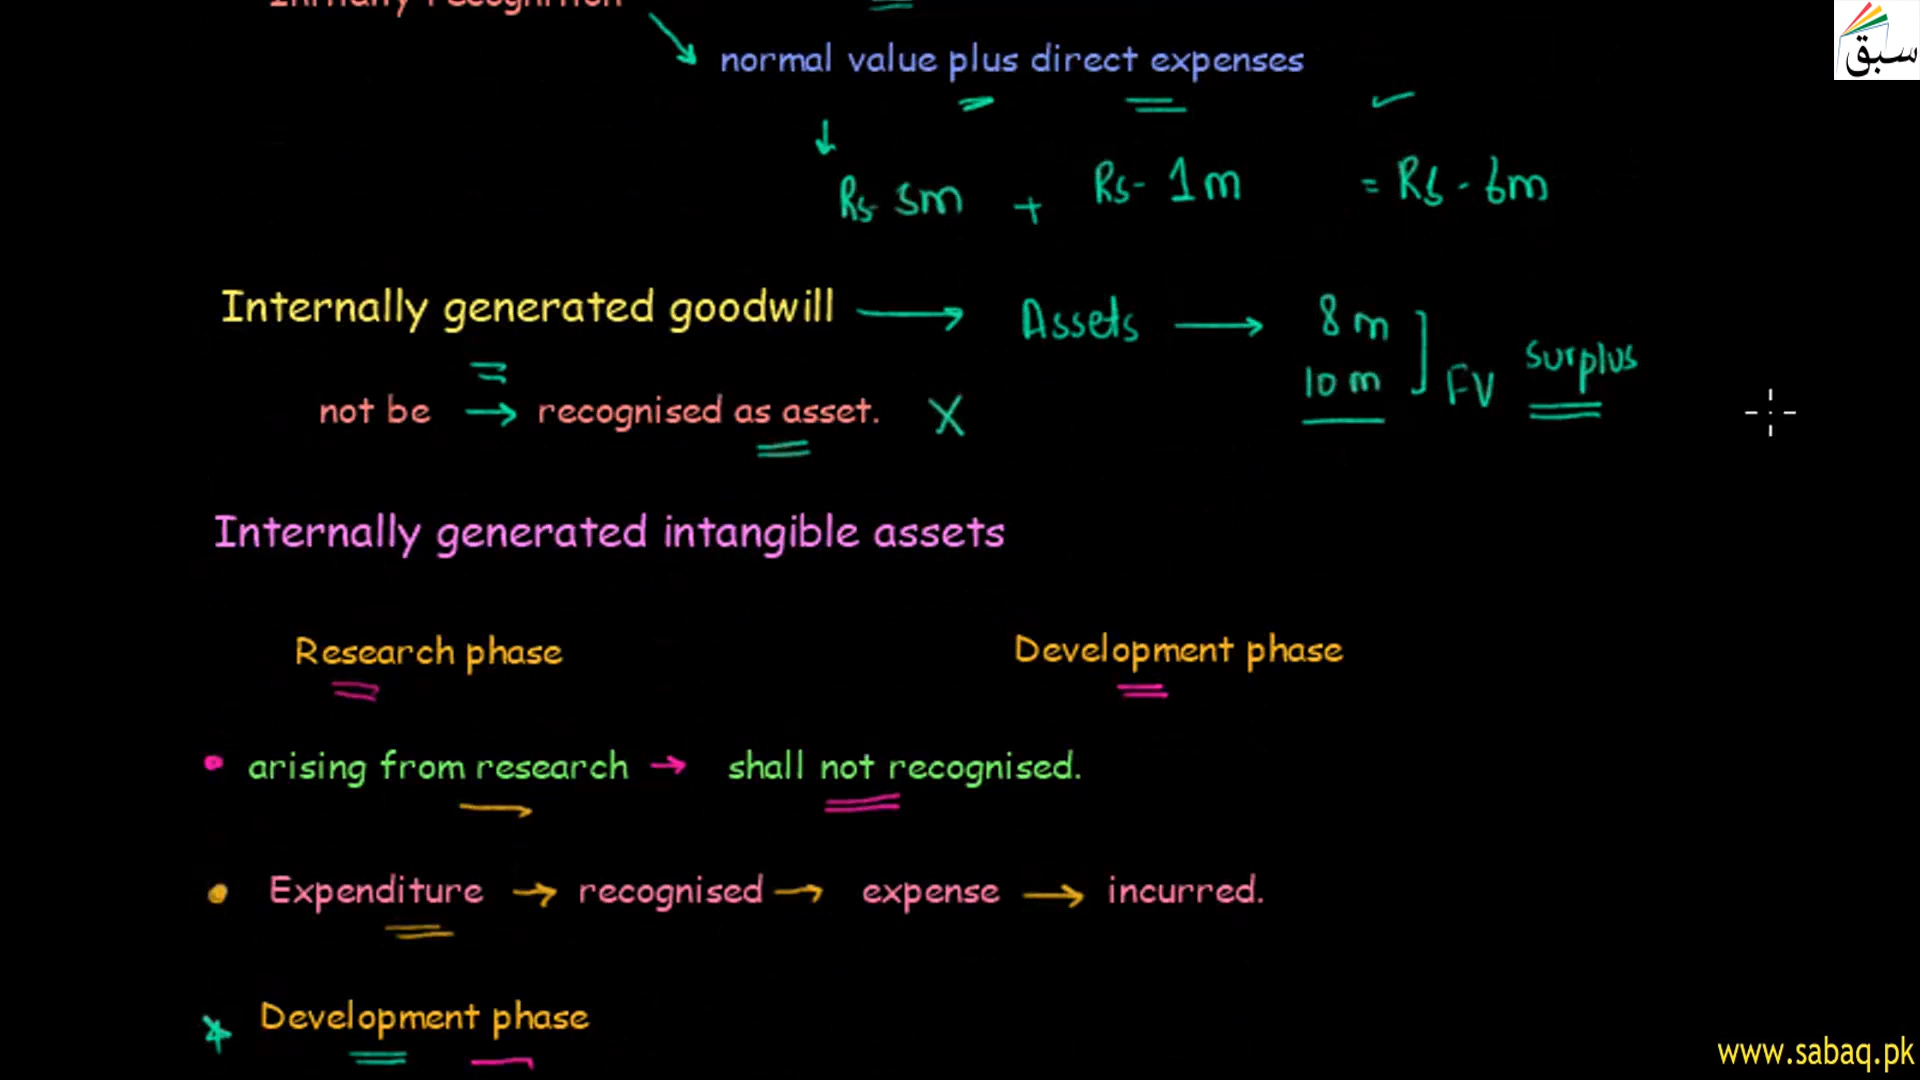 Initially recognition
normal value plus direct expenses
Rs 5m + Rs- 1m = Rs - 6m
Internally generated goodwill → Assets → 8 m
10 m
FV surplus
not be → recognised as asset. X
Internally generated intangible assets
Research phase Development phase
• arising from research → shall not recognised.
• Expenditure → recognised → expense → incurred.
Development phase
سبق
www.sabaq.pk